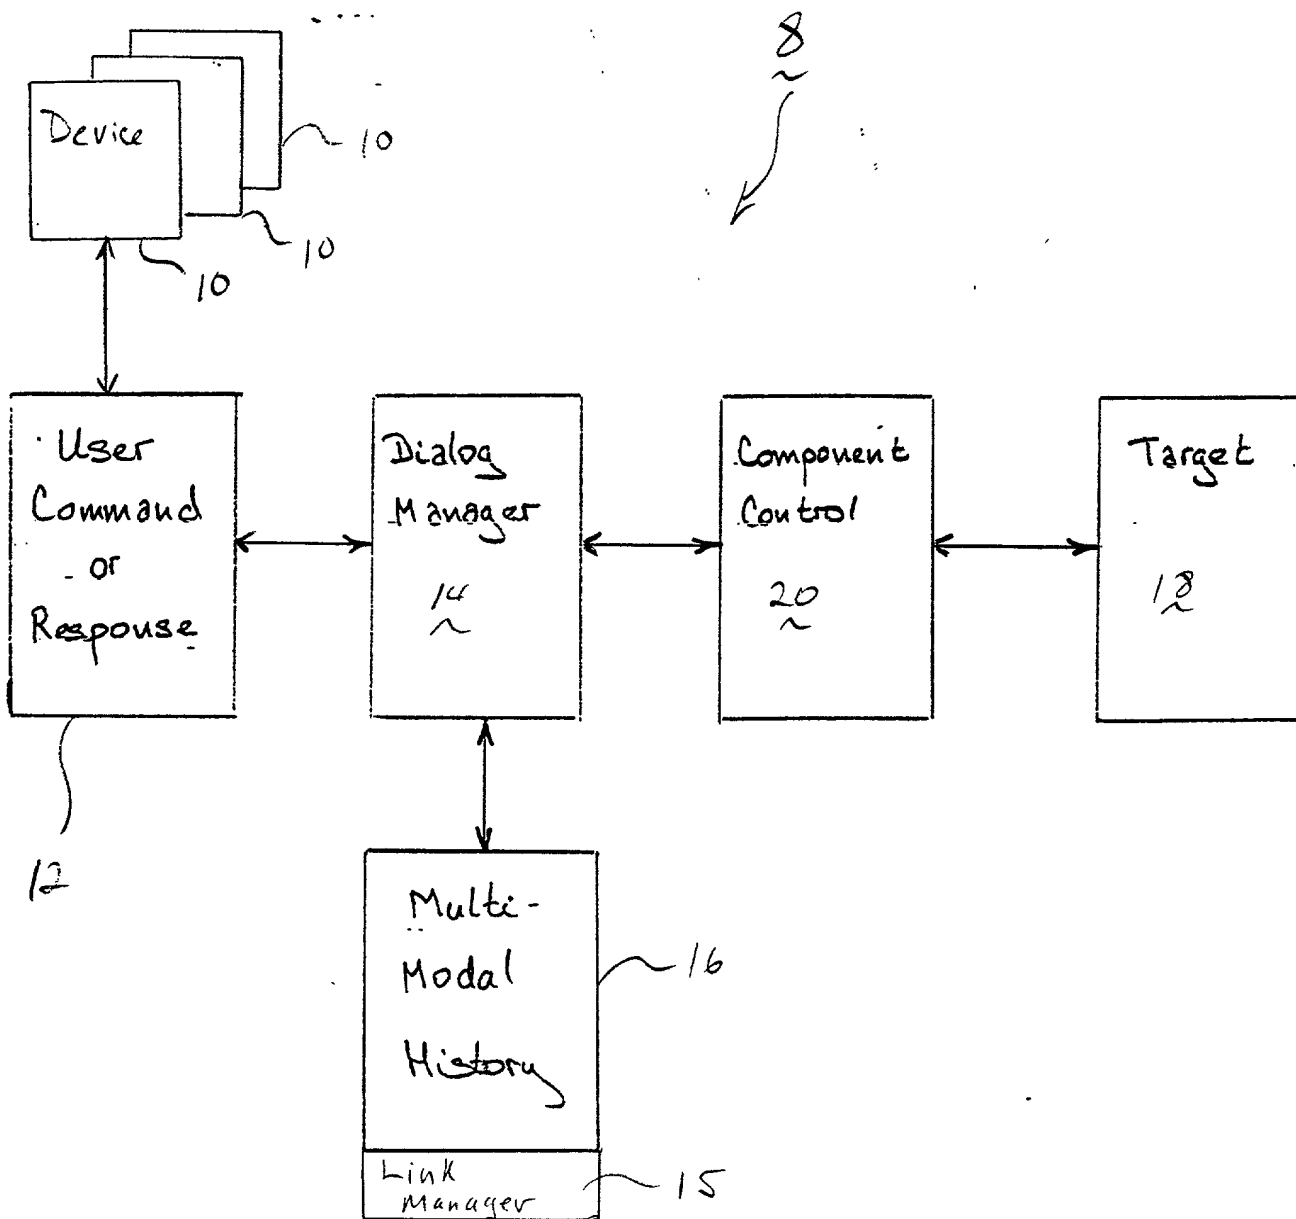 8
Device
10
10
10
User
Command
or
Response
12
Dialog
Manager
14
Component
Control
20
Target
18
Multi-
Modal
History
16
Link
Manager
15